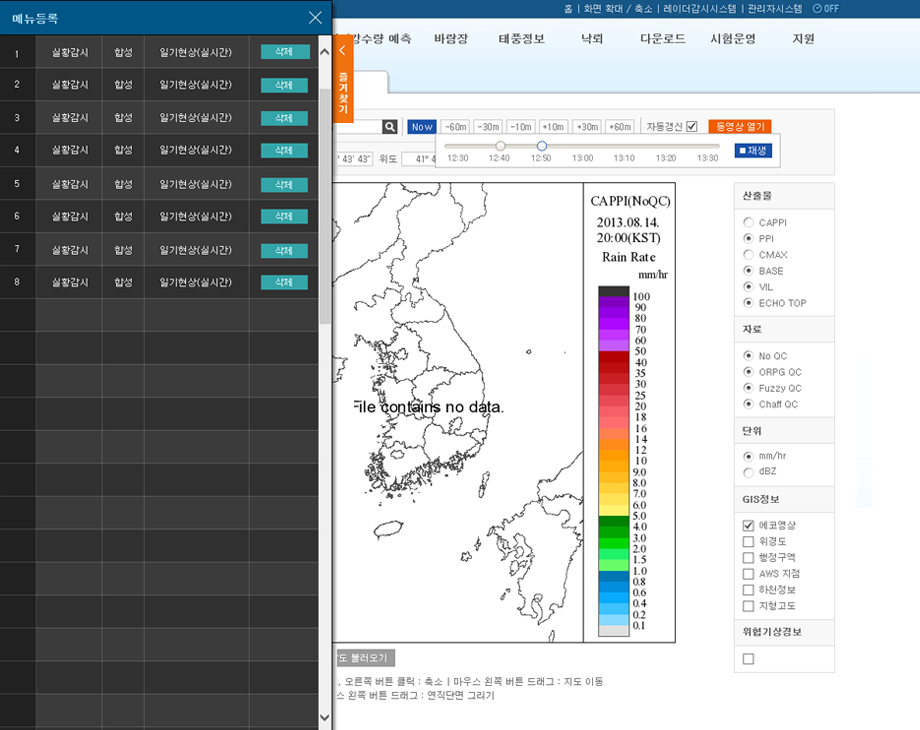 메뉴등록
1 실황감시 합성 일기현상(실시간) 삭제
2 실황감시 합성 일기현상(실시간) 삭제
3 실황감시 합성 일기현상(실시간) 삭제
4 실황감시 합성 일기현상(실시간) 삭제
5 실황감시 합성 일기현상(실시간) 삭제
6 실황감시 합성 일기현상(실시간) 삭제
7 실황감시 합성 일기현상(실시간) 삭제
8 실황감시 합성 일기현상(실시간) 삭제
즐겨찾기
홈 | 화면 확대 / 축소 | 레이더감시시스템 | 관리자시스템 OFF
강수량 예측 바람장 태풍정보 낙뢰 다운로드 시험운영 지원
Now -60m -30m -10m +10m +30m +60m 자동갱신 동영상 열기
12:30 12:40 12:50 13:00 13:10 13:20 13:30 재생
° 43' 43" 위도 41° 4
CAPPI(NoQC)
2013.08.14.
20:00(KST)
Rain Rate
mm/hr
100
90
80
70
60
50
40
35
30
25
20
18
16
14
12
10
9.0
8.0
7.0
6.0
5.0
4.0
3.0
2.0
1.5
1.0
0.8
0.6
0.4
0.2
0.1
File contains no data.
산출물
CAPPI
PPI
CMAX
BASE
VIL
ECHO TOP
자료
No QC
ORPG QC
Fuzzy QC
Chaff QC
단위
mm/hr
dBZ
GIS정보
에코영상
위경도
행정구역
AWS 지점
하천정보
지형고도
위험기상경보
도 불러오기
, 오른쪽 버튼 클릭 : 축소 | 마우스 왼쪽 버튼 드래그 : 지도 이동
스 왼쪽 버튼 드래그 : 연직단면 그리기